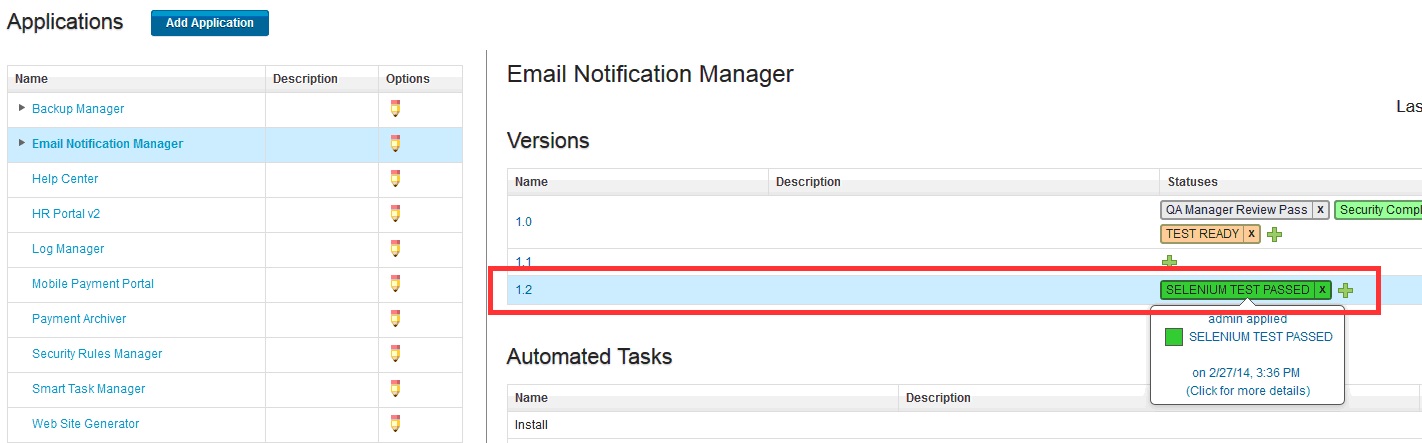 Applications Add Application
Name Description Options
Backup Manager
Email Notification Manager
Help Center
HR Portal v2
Log Manager
Mobile Payment Portal
Payment Archiver
Security Rules Manager
Smart Task Manager
Web Site Generator
Email Notification Manager
Las
Versions
Name Description Statuses
1.0 QA Manager Review Pass x Security Compl
TEST READY x
1.1
1.2 SELENIUM TEST PASSED x
admin applied
SELENIUM TEST PASSED
on 2/27/14, 3:36 PM
(Click for more details)
Automated Tasks
Name Description
Install